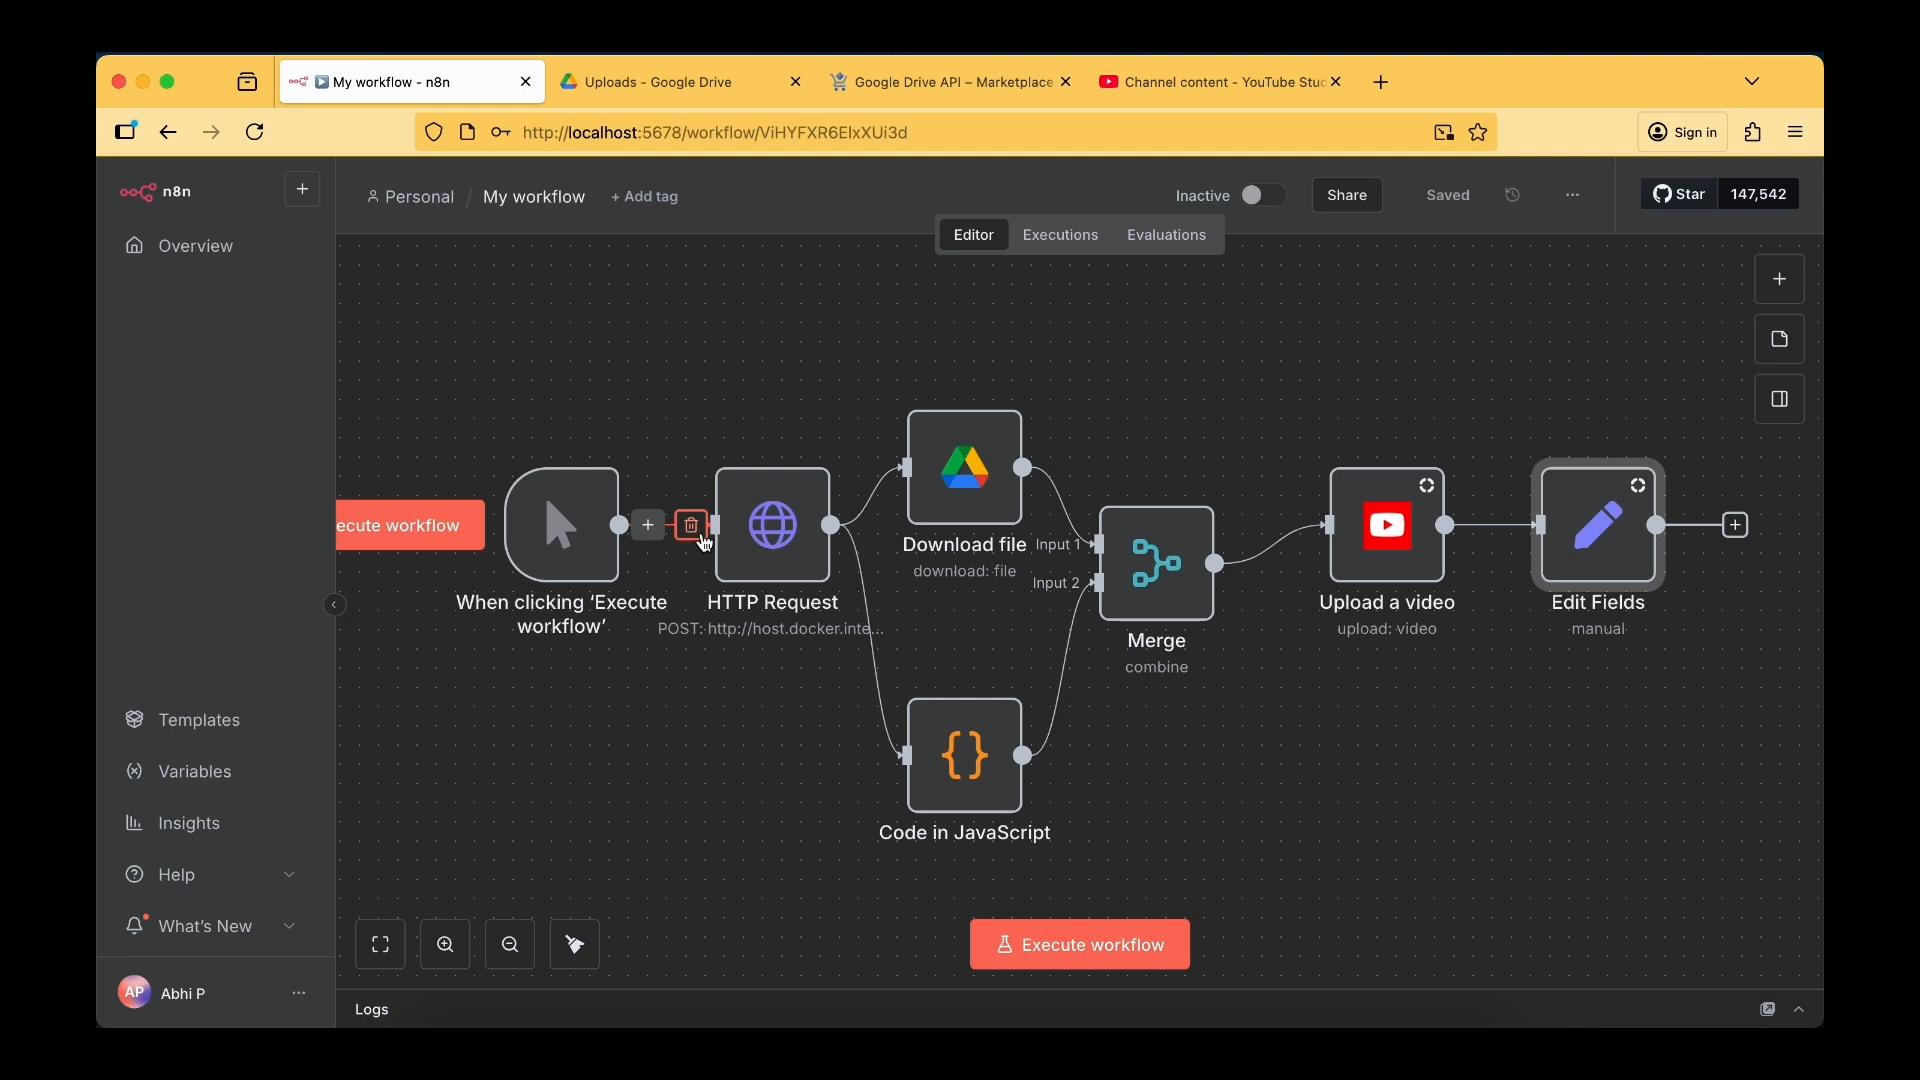 My workflow - n8n
Uploads - Google Drive
Google Drive API – Marketplace
Channel content - YouTube Stu
http://localhost:5678/workflow/ViHYFXR6ElxXUi3d
Sign in
n8n
Personal / My workflow + Add tag
Inactive
Share
Saved
Star 147,542
Overview
Editor Executions Evaluations
ecute workflow
When clicking ‘Execute
workflow’
HTTP Request
POST: http://host.docker.inte...
Download file
download: file
Input 1
Input 2
Merge
combine
Upload a video
upload: video
Edit Fields
manual
Code in JavaScript
Templates
Variables
Insights
Help
What’s New
Execute workflow
AP Abhi P
Logs